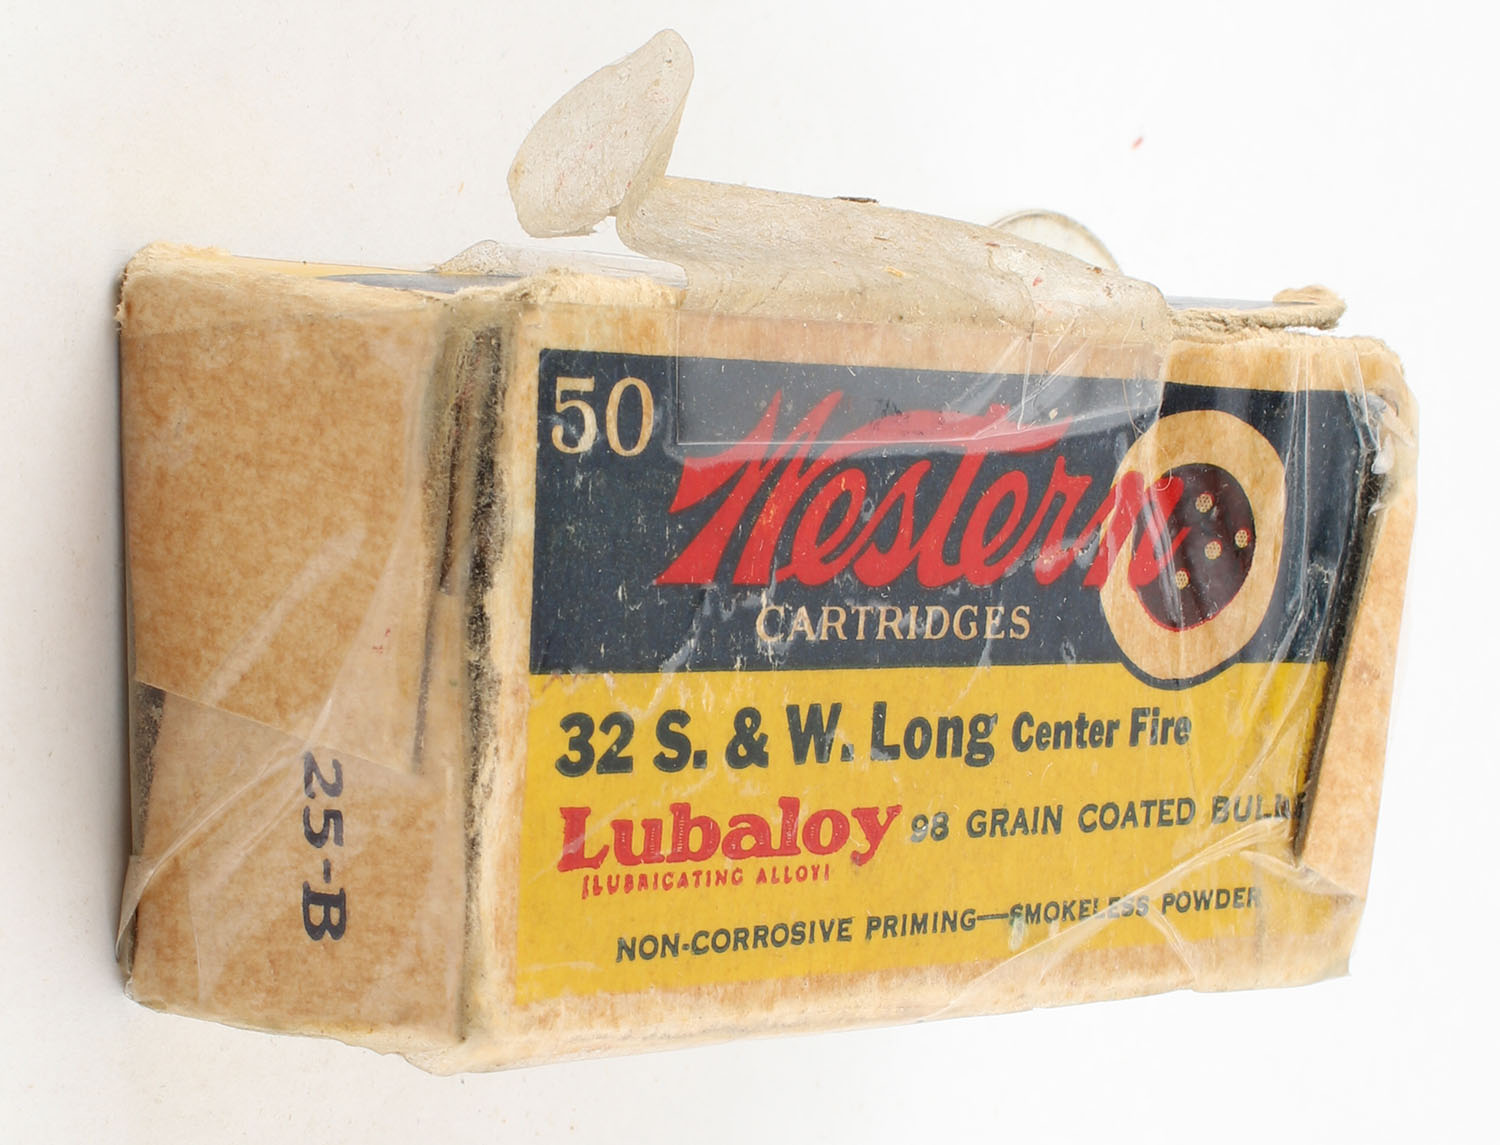 50
Western
CARTRIDGES
32 S. & W. Long Center Fire
Lubaloy 98 GRAIN COATED
[LUBRICATING ALLOY]
NON-CORROSIVE PRIMING—SMOKELESS POWDER
25-B